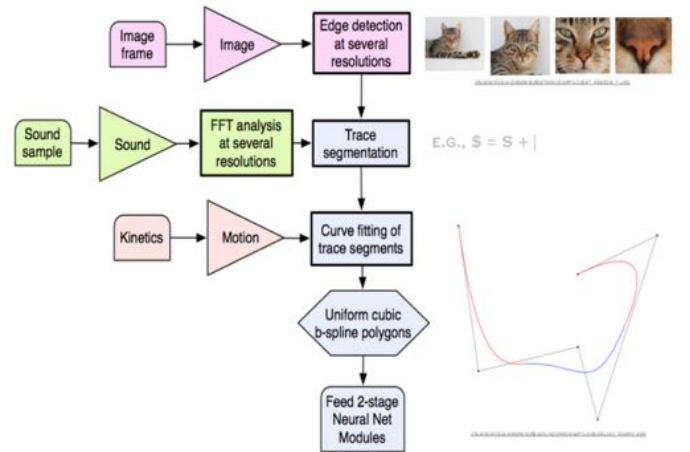 Image
frame
Image
Edge detection
at several
resolutions
Sound
sample
Sound
FFT analysis
at several
resolutions
Trace
segmentation
E.G., $ = S + |
Kinetics
Motion
Curve fitting of
trace segments
Uniform cubic
b-spline polygons
Feed 2-stage
Neural Net
Modules